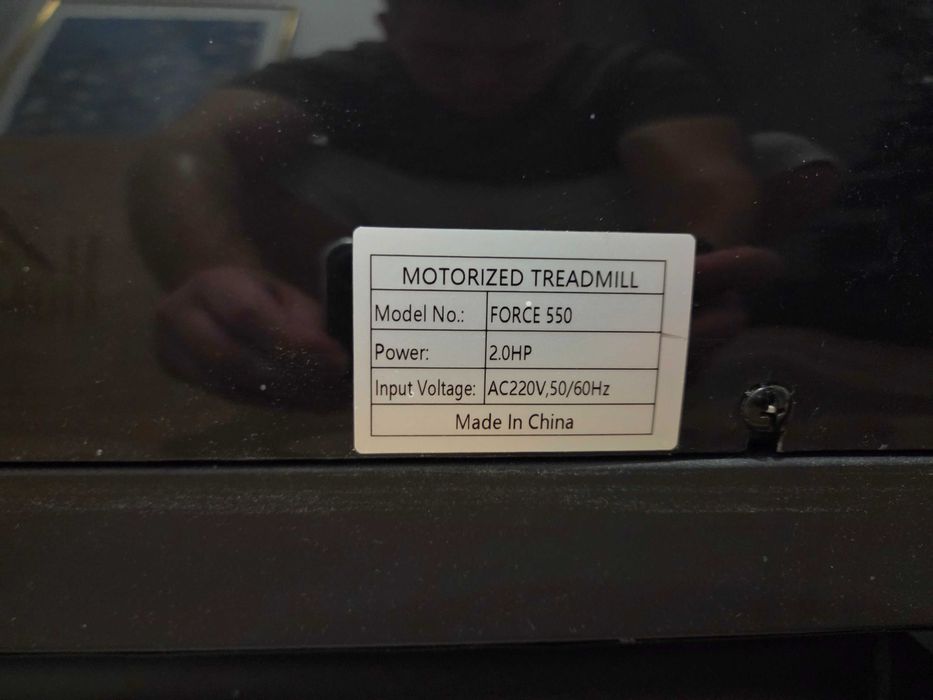 MOTORIZED TREADMILL
Model No.: FORCE 550
Power: 2.0HP
Input Voltage: AC220V,50/60Hz
Made In China